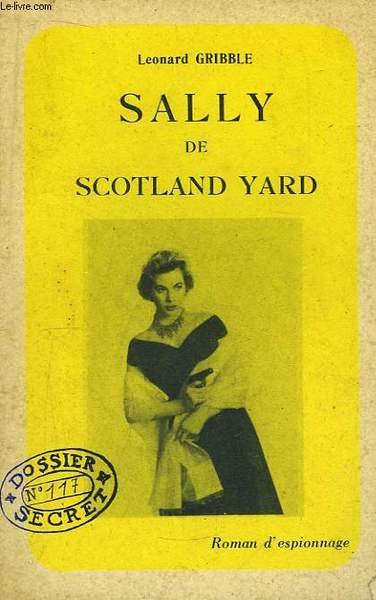 Le-livre.com
Leonard GRIBBLE
SALLY
DE
SCOTLAND YARD
DOSSIER
N° 117
SECRET
Roman d'espionnage